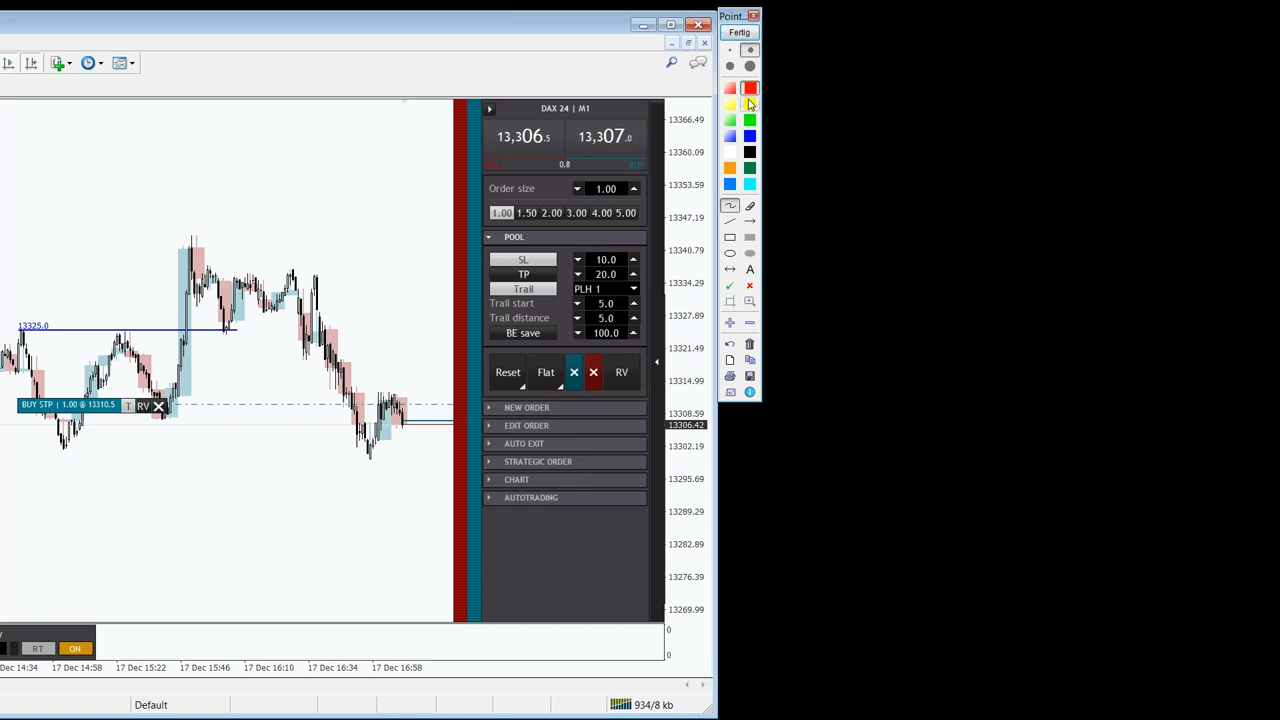 Point...
Fertig
DAX 24 | M1
13,306.5 13,307.0
0.8 BUY
Order size 1.00
1.00 1.50 2.00 3.00 4.00 5.00
POOL
SL 10.0
TP 20.0
Trail PLH 1
Trail start 5.0
Trail distance 5.0
BE save 100.0
Reset Flat RV
NEW ORDER
EDIT ORDER
AUTO EXIT
STRATEGIC ORDER
CHART
AUTOTRADING
13366.49
13360.09
13353.59
13347.19
13340.79
13334.29
13327.89
13321.49
13314.99
13308.59
13306.42
13302.19
13295.69
13289.29
13282.89
13276.39
13269.99
0
0
13325.0
BUY STP | 1.00 @ 13310.5 T RV
RT ON
Dec 14:34 17 Dec 14:58 17 Dec 15:22 17 Dec 15:46 17 Dec 16:10 17 Dec 16:34 17 Dec 16:58
Default 934/8 kb
A